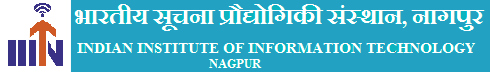 भारतीय सूचना प्रौद्योगिकी संस्थान, नागपुर
INDIAN INSTITUTE OF INFORMATION TECHNOLOGY
NAGPUR